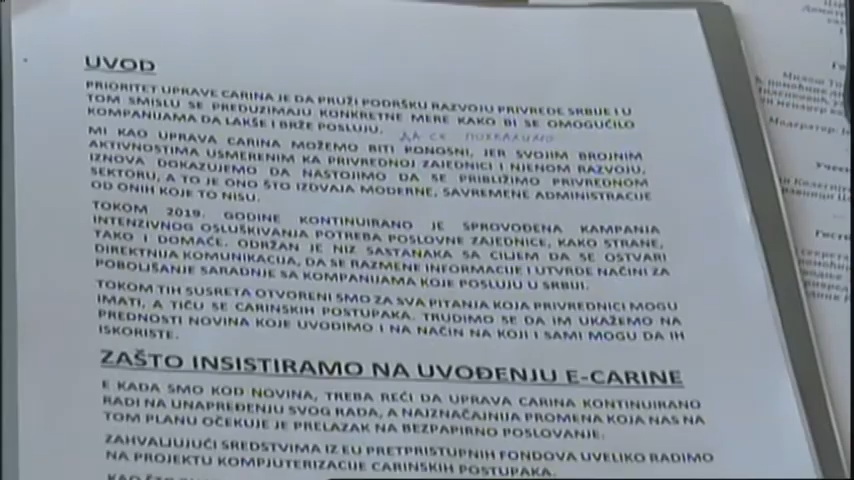 UVOD
PRIORITET UPRAVE CARINA JE DA PRUŽI PODRŠKU RAZVOJU PRIVREDE SRBIJE I U
TOM SMISLU SE PREDUZIMAJU KONKRETNE MERE KAKO BI SE OMOGUĆILO
KOMPANIJAMA DA LAKŠE I BRŽE POSLUJU.
MI KAO UPRAVA CARINA MOŽEMO BITI PONOSNI, JER SVOJIM BROJNIM
AKTIVNOSTIMA USMERENIM KA PRIVREDNOJ ZAJEDNICI I NJENOM RAZVOJU,
IZNOVA DOKAZUJEMO DA NASTOJIMO DA SE PRIBLIŽIMO PRIVREDNOM
SEKTORU, A TO JE ONO ŠTO IZDVAJA MODERNE, SAVREMENE ADMINISTRACIJE
OD ONIH KOJE TO NISU.
TOKOM 2019. GODINE KONTINUIRANO JE SPROVOĐENA KAMPANJA
INTENZIVNOG OSLUŠKIVANJA POTREBA POSLOVNE ZAJEDNICE, KAKO STRANE,
TAKO I DOMAĆE. ODRŽAN JE NIZ SASTANAKA SA CILJEM DA SE OSTVARI
DIREKTNIJA KOMUNIKACIJA, DA SE RAZMENE INFORMACIJE I UTVRDE NAČINI ZA
POBOLJŠANJE SARADNJE SA KOMPANIJAMA KOJE POSLUJU U SRBIJI.
TOKOM TIH SUSRETA OTVORENI SMO ZA SVA PITANJA KOJA PRIVREDNICI MOGU
IMATI, A TIČU SE CARINSKIH POSTUPAKA. TRUDIMO SE DA IM UKAŽEMO NA
PREDNOSTI NOVINA KOJE UVODIMO I NA NAČIN NA KOJI I SAMI MOGU DA IH
ISKORISTE.
ZAŠTO INSISTIRAMO NA UVOĐENJU E-CARINE
E KADA SMO KOD NOVINA, TREBA REĆI DA UPRAVA CARINA KONTINUIRANO
RADI NA UNAPREĐENJU SVOG RADA, A NAJZNAČAJNIJA PROMENA KOJA NAS NA
TOM PLANU OČEKUJE JE PRELAZAK NA BEZPAPIRNO POSLOVANJE.
ZAHVALJUJUĆI SREDSTVIMA IZ EU PRETPRISTUPNIH FONDOVA UVELIKO RADIMO
NA PROJEKTU KOMPJUTERIZACIJE CARINSKIH POSTUPAKA.